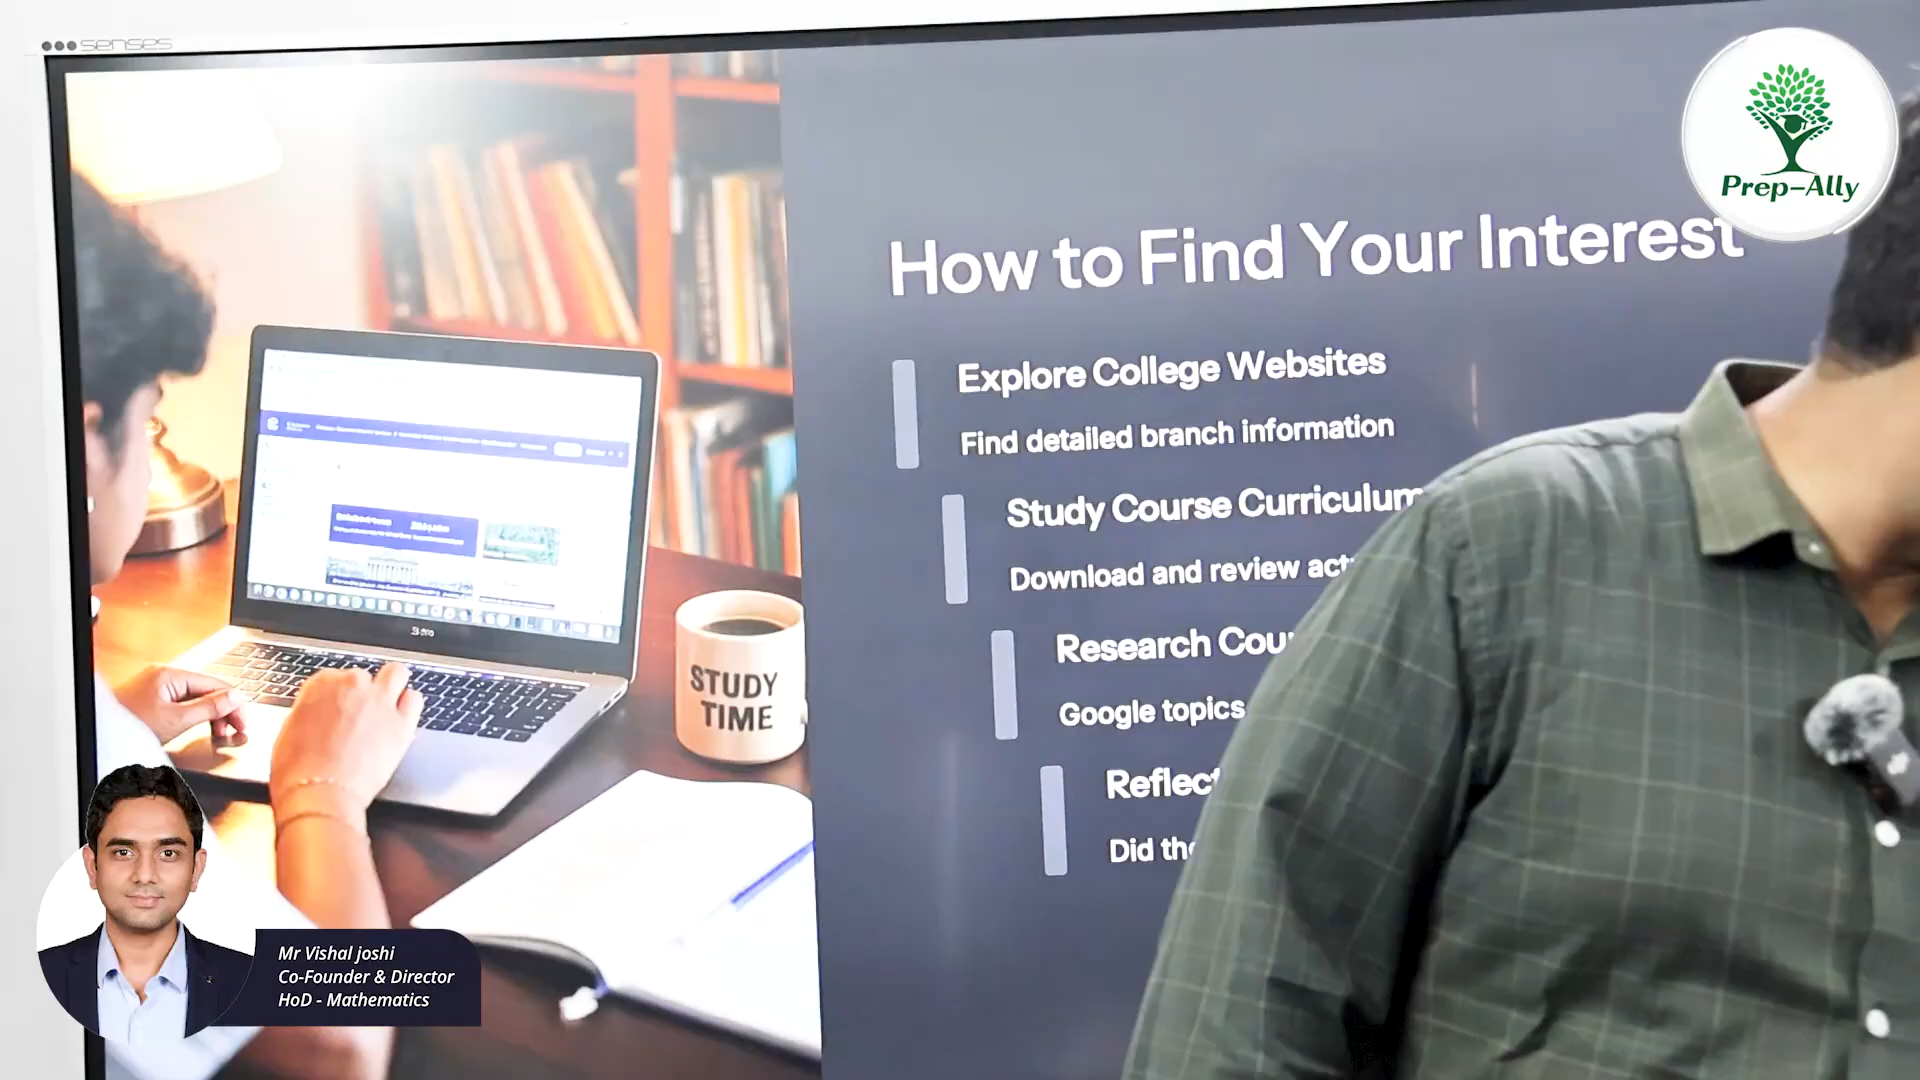 senses
Prep-Ally
How to Find Your Interest
Explore College Websites
Find detailed branch information
Study Course Curriculum
Download and review
Research
Google topics
Did
STUDY
TIME
Mr Vishal joshi
Co-Founder & Director
HoD - Mathematics